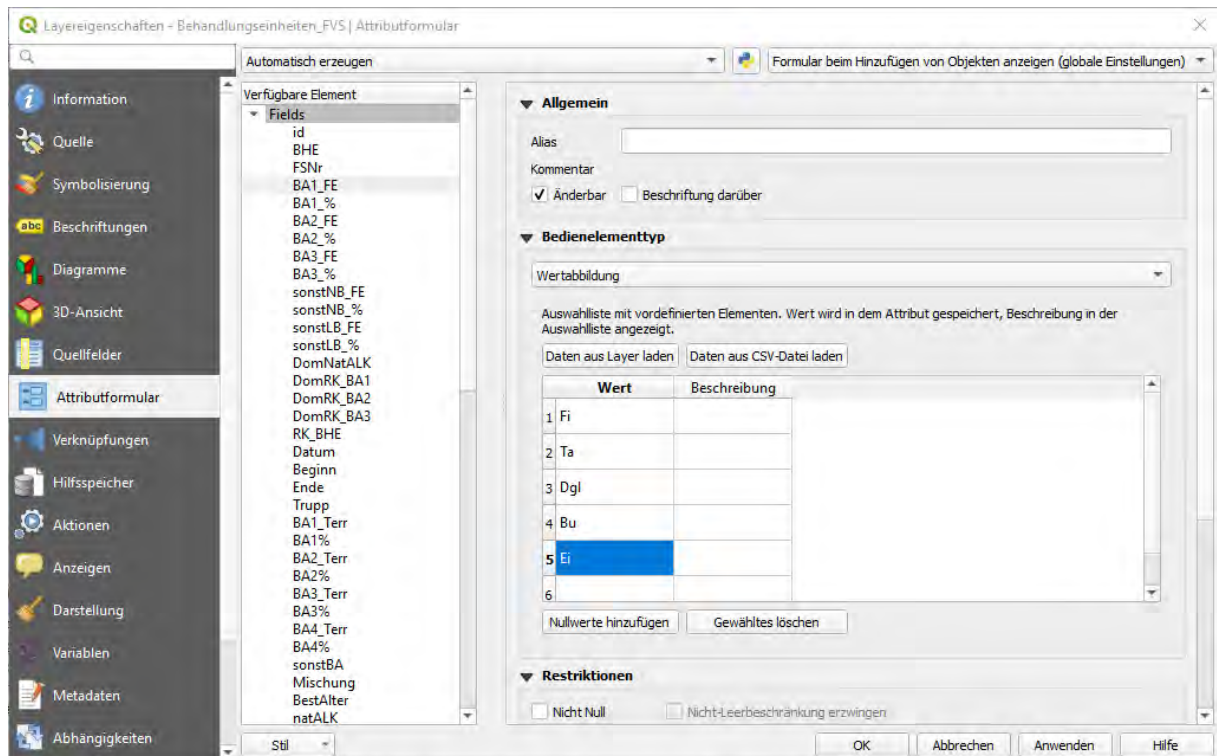 Layereigenschaften - Behandlungseinheiten_FVS | Attributformular
Automatisch erzeugen
Formular beim Hinzufügen von Objekten anzeigen (globale Einstellungen)
Information
Quelle
Symbolisierung
abc Beschriftungen
Diagramme
3D-Ansicht
Quellfelder
Attributformular
Verknüpfungen
Hilfsspeicher
Aktionen
Anzeigen
Darstellung
Variablen
Metadaten
Abhängigkeiten
Verfügbare Element
Fields
id
BHE
FSNr
BA1_FE
BA1_%
BA2_FE
BA2_%
BA3_FE
BA3_%
sonstNB_FE
sonstNB_%
sonstLB_FE
sonstLB_%
DomNatALK
DomRK_BA1
DomRK_BA2
DomRK_BA3
RK_BHE
Datum
Beginn
Ende
Trupp
BA1_Terr
BA1%
BA2_Terr
BA2%
BA3_Terr
BA3%
BA4_Terr
BA4%
sonstBA
Mischung
BestAlter
natALK
Allgemein
Alias
Kommentar
Änderbar Beschriftung darüber
Bedienelementtyp
Wertabbildung
Auswahlliste mit vordefinierten Elementen. Wert wird in dem Attribut gespeichert, Beschreibung in der
Auswahlliste angezeigt.
Daten aus Layer laden Daten aus CSV-Datei laden
Wert Beschreibung
1 Fi
2 Ta
3 Dgl
4 Bu
5 Ei
6
Nullwerte hinzufügen Gewähltes löschen
Restriktionen
Nicht Null Nicht-Leerbeschränkung erzwingen
Stil OK Abbrechen Anwenden Hilfe